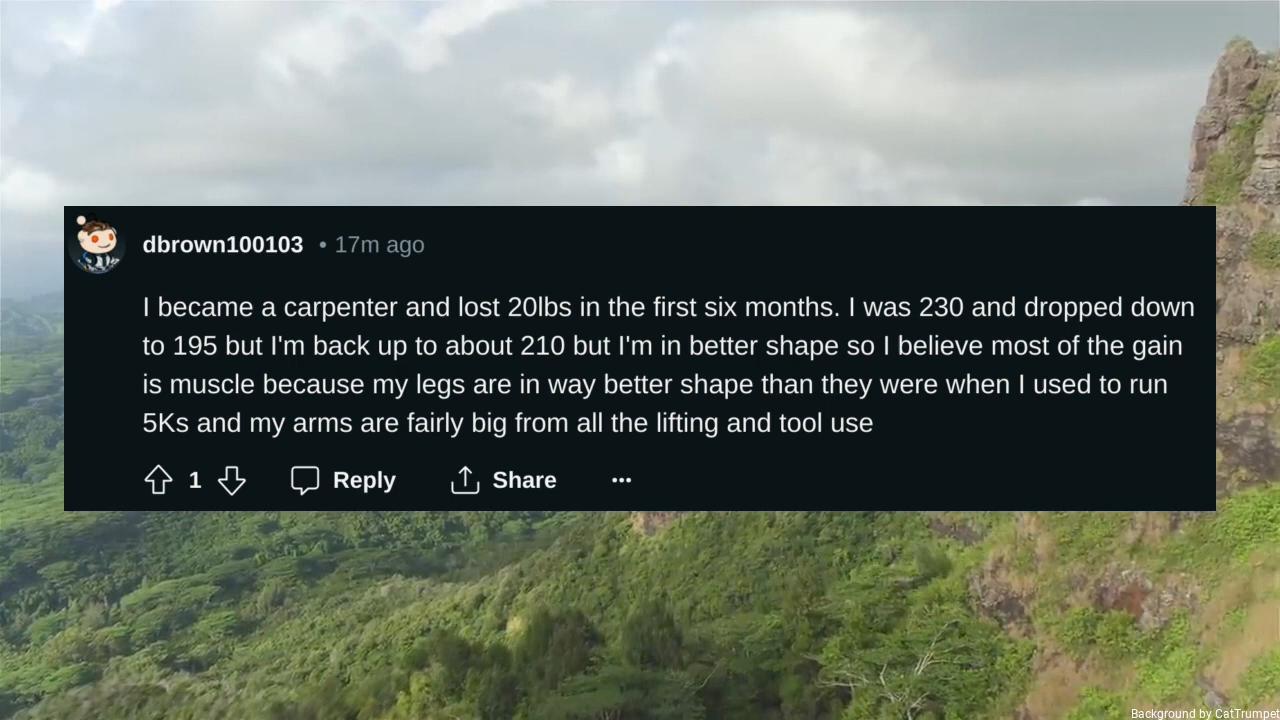 dbrown100103 • 17m ago
I became a carpenter and lost 20lbs in the first six months. I was 230 and dropped down
to 195 but I'm back up to about 210 but I'm in better shape so I believe most of the gain
is muscle because my legs are in way better shape than they were when I used to run
5Ks and my arms are fairly big from all the lifting and tool use
1 Reply Share ...
Background by CatTrumpet